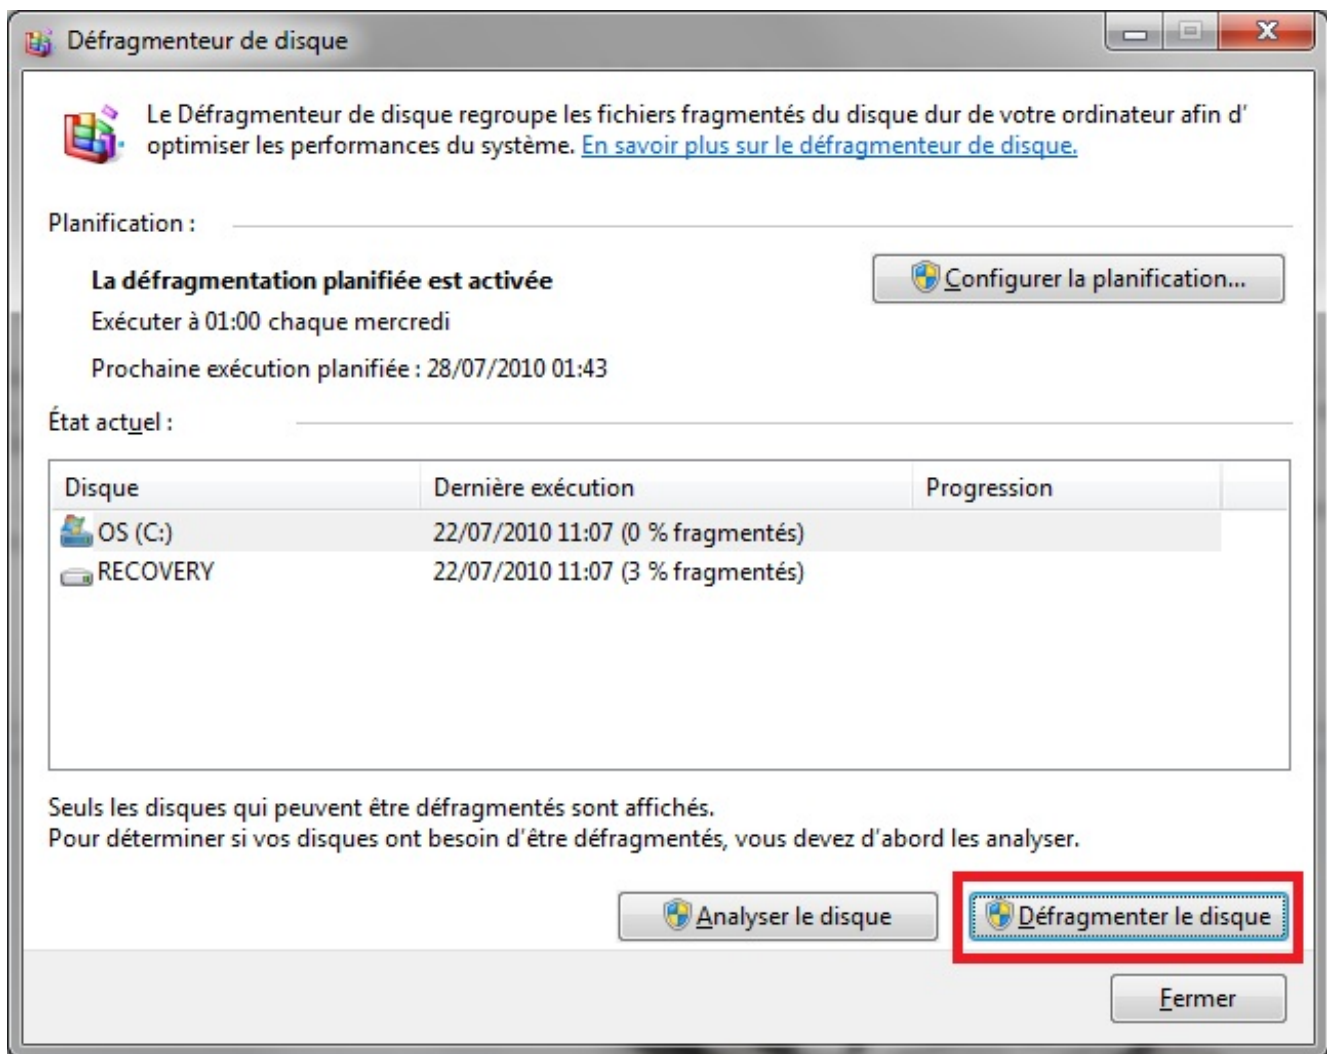 Défragmenteur de disque
Le Défragmenteur de disque regroupe les fichiers fragmentés du disque dur de votre ordinateur afin d’
optimiser les performances du système. En savoir plus sur le défragmenteur de disque.
Planification :
La défragmentation planifiée est activée
Configurer la planification...
Exécuter à 01:00 chaque mercredi
Prochaine exécution planifiée : 28/07/2010 01:43
État actuel :
Disque Dernière exécution Progression
OS (C:) 22/07/2010 11:07 (0 % fragmentés)
RECOVERY 22/07/2010 11:07 (3 % fragmentés)
Seuls les disques qui peuvent être défragmentés sont affichés.
Pour déterminer si vos disques ont besoin d’être défragmentés, vous devez d’abord les analyser.
Analyser le disque Défragmenter le disque
Fermer